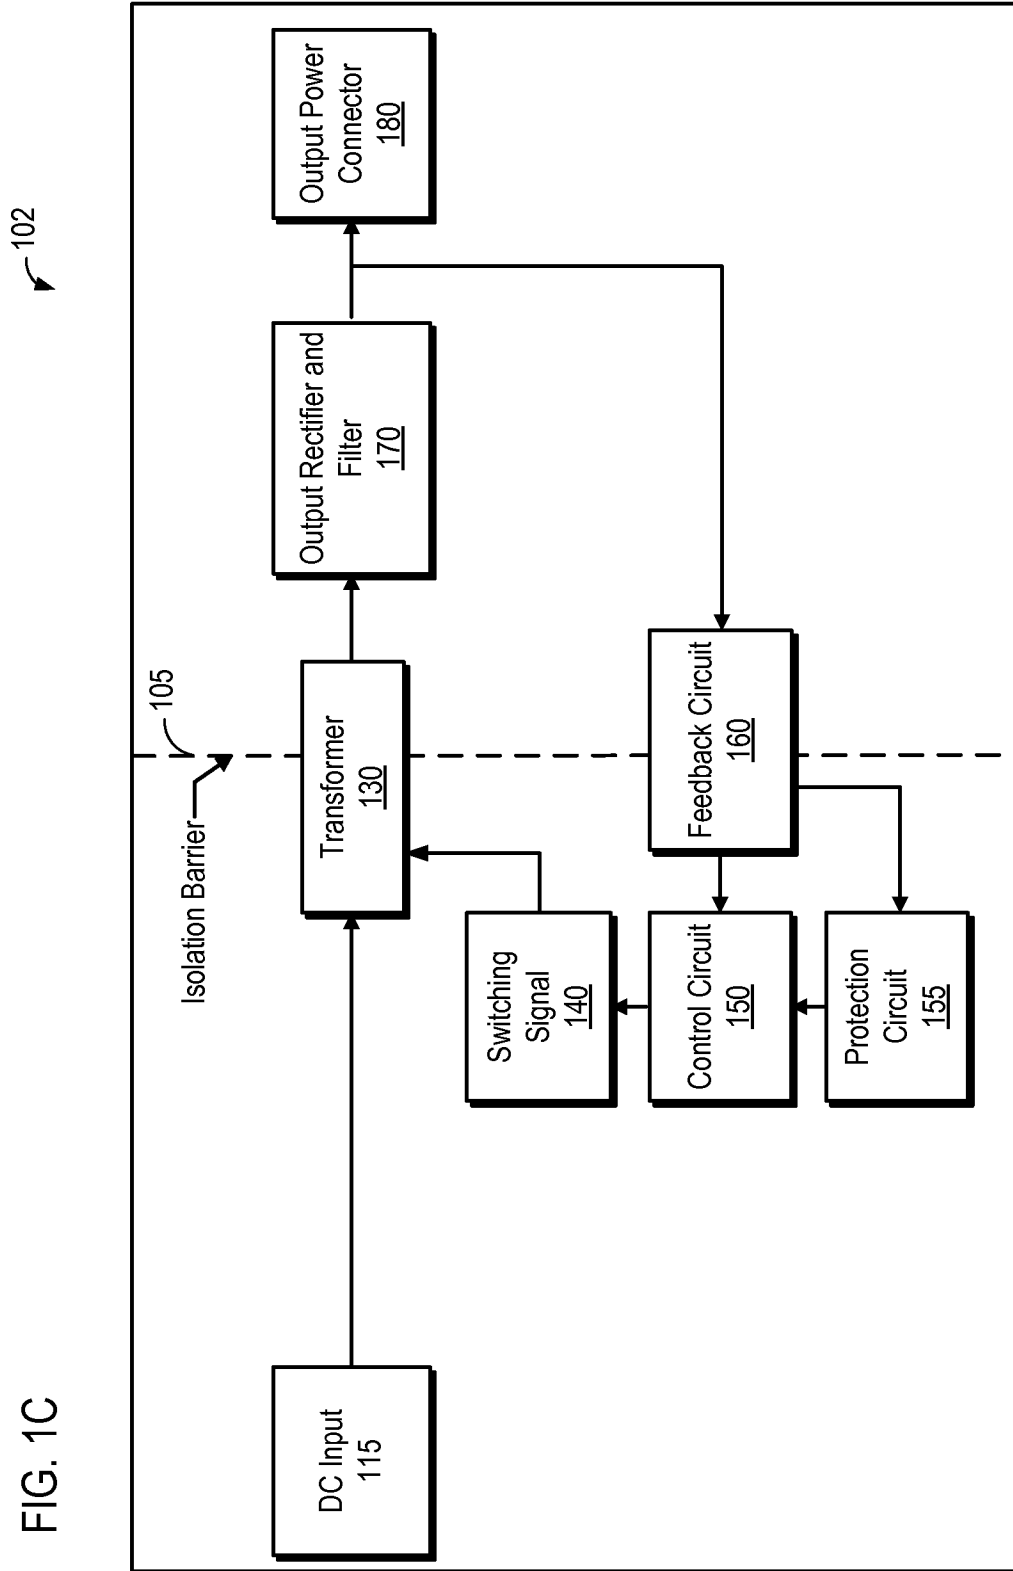 FIG. 1C
102
Isolation Barrier
105
DC Input
115
Transformer
130
Output Rectifier and
Filter
170
Output Power
Connector
180
Switching
Signal
140
Control Circuit
150
Feedback Circuit
160
Protection
Circuit
155